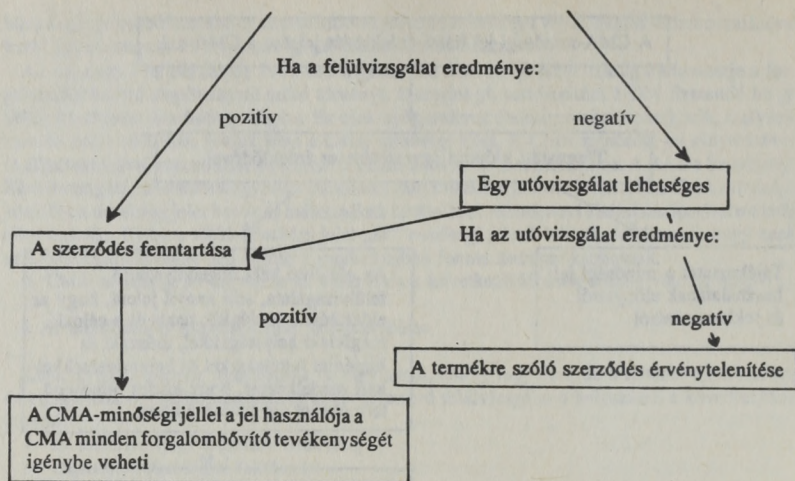 Ha a felülvizsgálat eredménye:
pozitív
negatív
Egy utóvizsgálat lehetséges
A szerződés fenntartása
Ha az utóvizsgálat eredménye:
pozitív
negatív
A termékre szóló szerződés érvénytelenítése
A CMA-minőségi jellel a jel használója a
CMA minden forgalombővítő tevékenységét
igénybe veheti